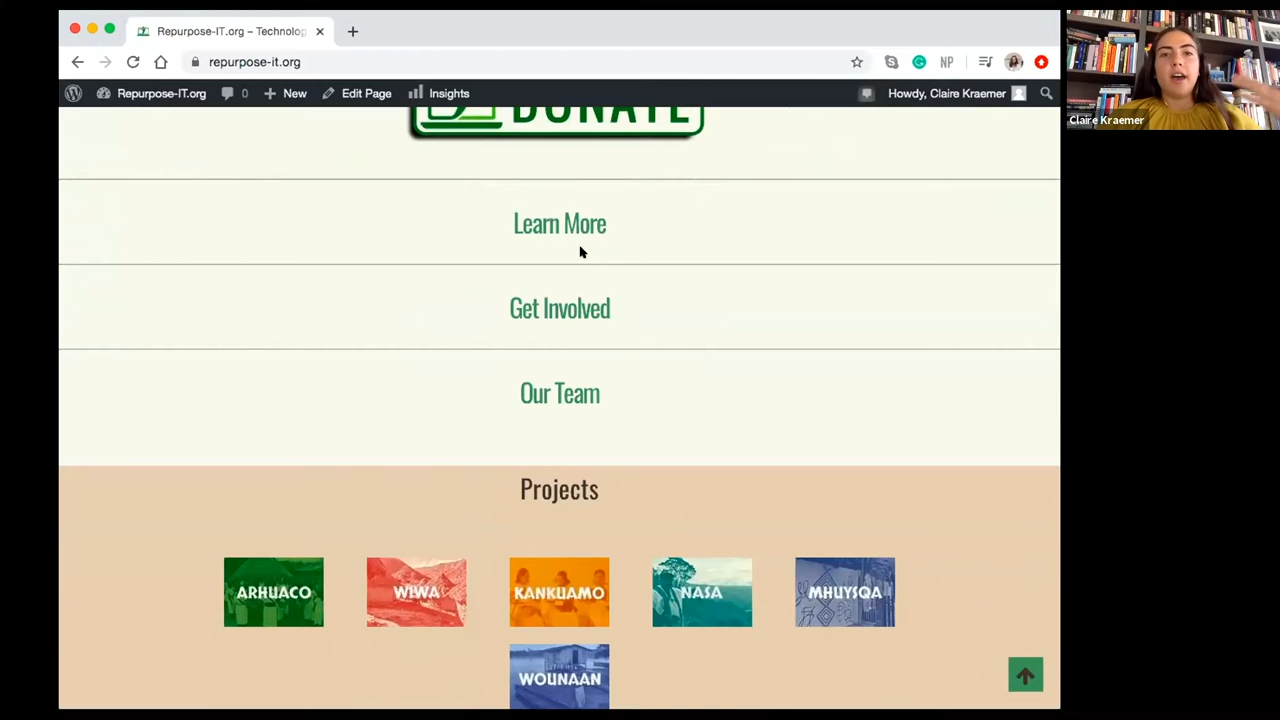 Repurpose-IT.org – Technolog
repurpose-it.org
NP
Repurpose-IT.org 0 New Edit Page Insights Howdy, Claire Kraemer
DONATE
Learn More
Get Involved
Our Team
Projects
ARHUACO WIWA KANKUAMO NASA MHUYSQA
WOUNAAN
Claire Kraemer